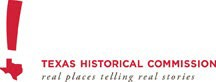 TEXAS HISTORICAL COMMISSION
real places telling real stories